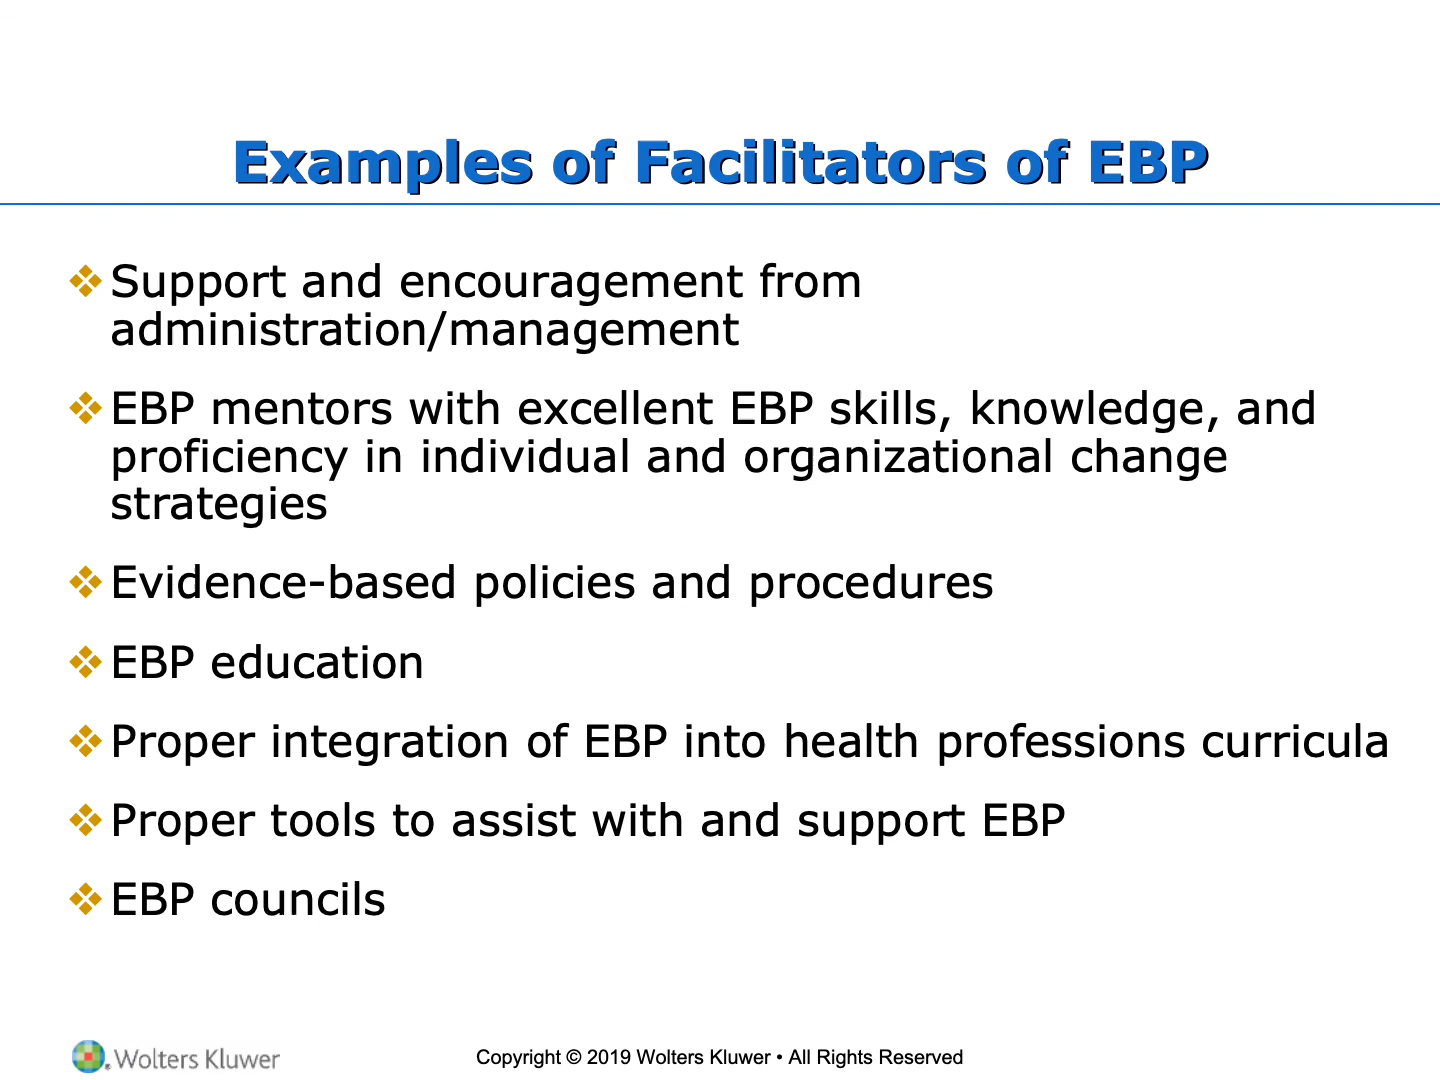 Examples of Facilitators of EBP
❖Support and encouragement from
administration/management
❖EBP mentors with excellent EBP skills, knowledge, and
proficiency in individual and organizational change
strategies
❖Evidence-based policies and procedures
❖EBP education
❖Proper integration of EBP into health professions curricula
❖Proper tools to assist with and support EBP
❖EBP councils
Wolters Kluwer
Copyright © 2019 Wolters Kluwer • All Rights Reserved